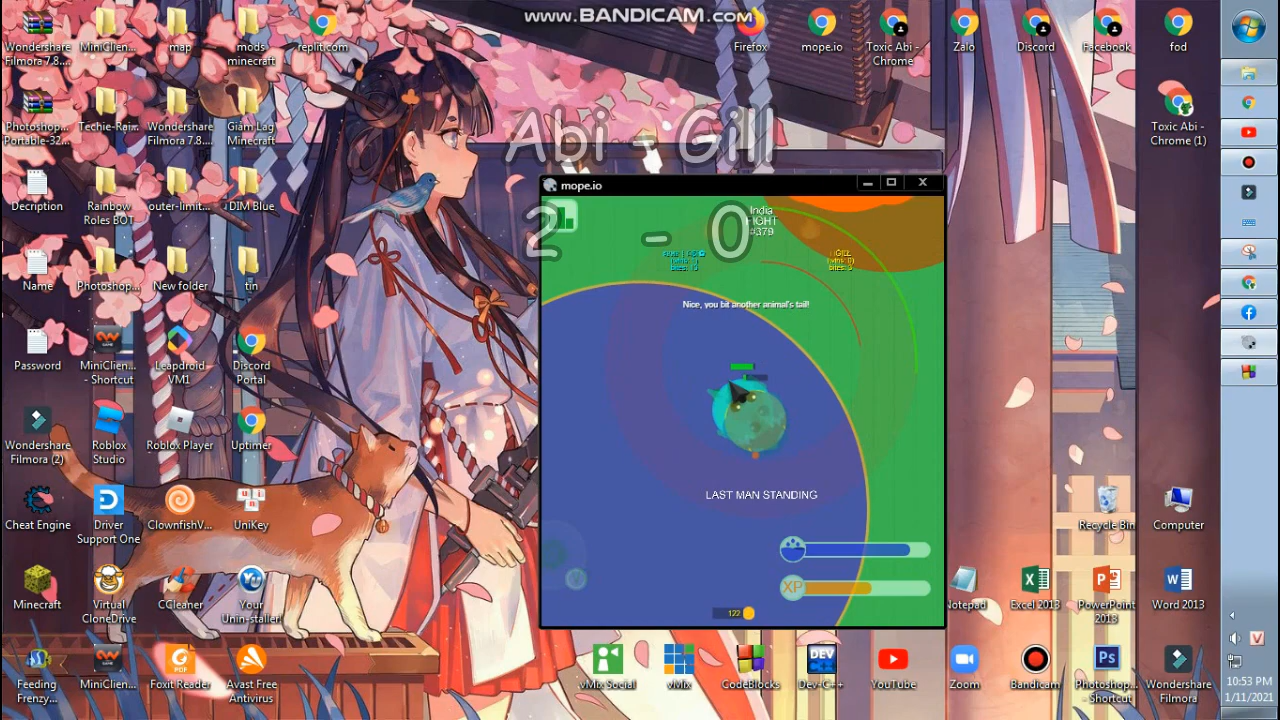 www.BANDICAM.com
Wondershare
Filmora 7.8....
MiniClien...
map
mods
minecraft
replit.com
Firefox
mope.io
Toxic Abi -
Chrome
Zalo
Discord
Facebook
fod
Photoshop...
Portable-32...
Techie-Rai...
Wondershare
Filmora 7.8....
Giam Lag
Minecraft
Toxic Abi -
Chrome (1)
Abi - Gill
2 - 0
Decription
Rainbow
Roles BOT
outer-limit...
DIM Blue
mope.io
India
FIGHT
#379
Nice, you bit another animal's tail!
LAST MAN STANDING
XP
122
Name
Photoshop...
New folder
tin
Password
MiniClien...
- Shortcut
Leapdroid
VM1
Discord
Portal
Wondershare
Filmora (2)
Roblox
Studio
Roblox Player
Uptimer
Cheat Engine
Driver
Support One
ClownfishV...
UniKey
Recycle Bin
Computer
Minecraft
Virtual
CloneDrive
CCleaner
Your
Unin-staller!
Notepad
Excel 2013
PowerPoint
2013
Word 2013
Feeding
Frenzy...
MiniClien...
Foxit Reader
Avast Free
Antivirus
vMix Social
vMix
CodeBlocks
Dev-C++
YouTube
Zoom
Bandicam
Photoshop...
- Shortcut
Wondershare
Filmora
10:53 PM
1/11/2021